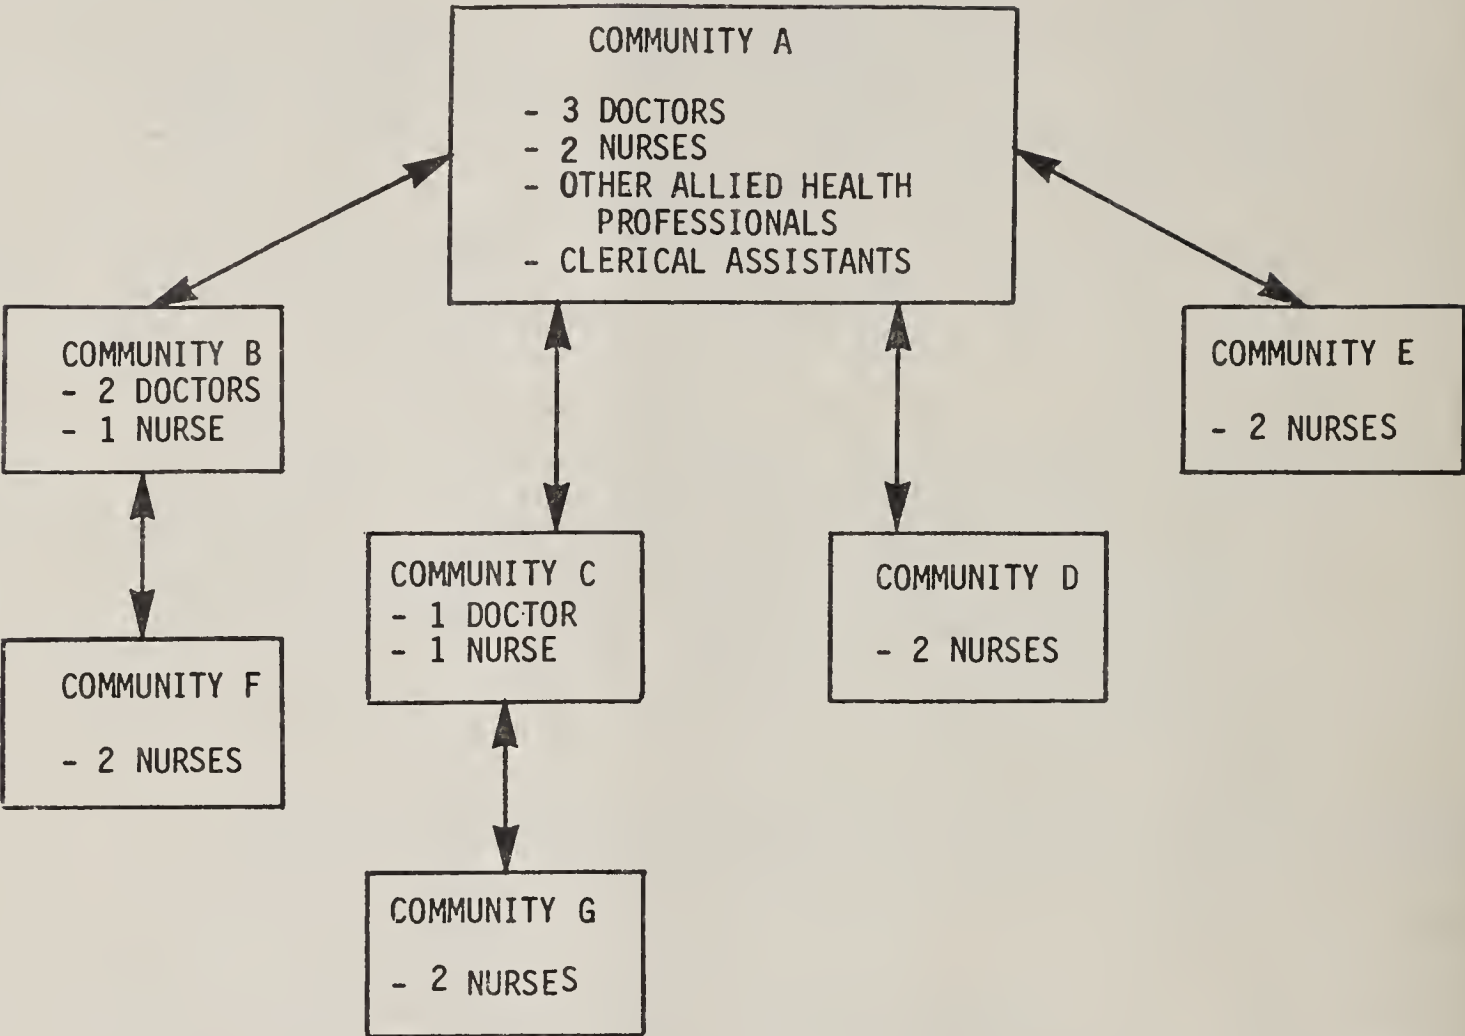 COMMUNITY A
- 3 DOCTORS
- 2 NURSES
- OTHER ALLIED HEALTH
PROFESSIONALS
- CLERICAL ASSISTANTS
COMMUNITY B
- 2 DOCTORS
- 1 NURSE
COMMUNITY E
- 2 NURSES
COMMUNITY C
- 1 DOCTOR
- 1 NURSE
COMMUNITY D
- 2 NURSES
COMMUNITY F
- 2 NURSES
COMMUNITY G
- 2 NURSES